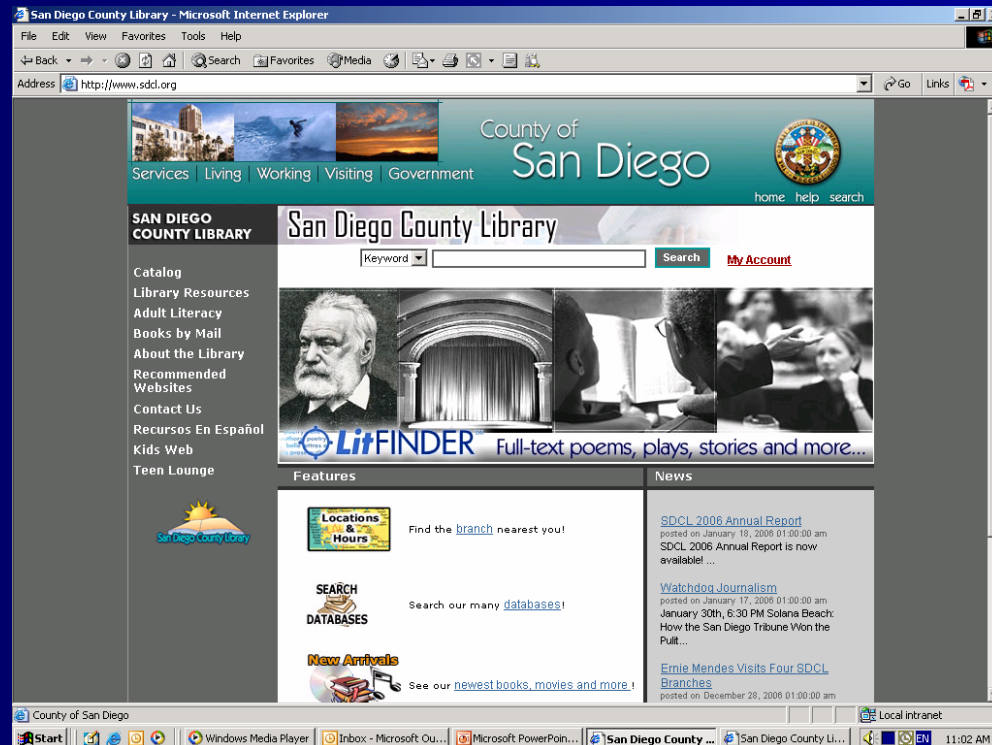 San Diego County Library - Microsoft Internet Explorer
File Edit View Favorites Tools Help
Back Search Favorites Media
Address http://www.sdcl.org Go Links
County of
San Diego
Services | Living | Working | Visiting | Government
home help search
SAN DIEGO
COUNTY LIBRARY
San Diego County Library
Keyword Search My Account
Catalog
Library Resources
Adult Literacy
Books by Mail
About the Library
Recommended
Websites
Contact Us
Recursos En Español
Kids Web
Teen Lounge
San Diego County Library
LitFINDER Full-text poems, plays, stories and more...
Features
Locations
&
Hours
Find the branch nearest you!
SEARCH
DATABASES
Search our many databases!
New Arrivals
See our newest books, movies and more !
News
SDCL 2006 Annual Report
posted on January 18, 2006 01:00:00 am
SDCL 2006 Annual Report is now
available! ...
Watchdog Journalism
posted on January 17, 2006 01:00:00 am
January 30th, 6:30 PM Solana Beach:
How the San Diego Tribune Won the
Pulit...
Ernie Mendes Visits Four SDCL
Branches
posted on December 28, 2006 01:00:00 am
County of San Diego Local intranet
Start Windows Media Player Inbox - Microsoft Ou... Microsoft PowerPoin... San Diego County ... San Diego County Li... EN 11:02 AM